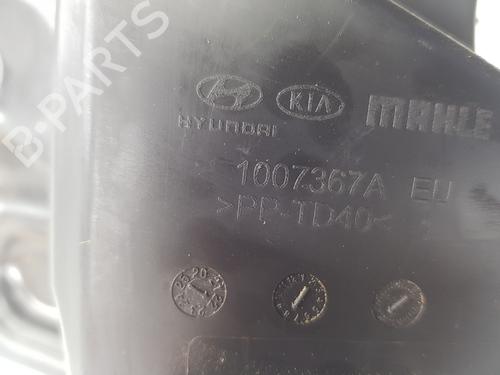 B-PARTS
HYUNDAI KIA MAHLE
1007367A EU
>PP-TD40<